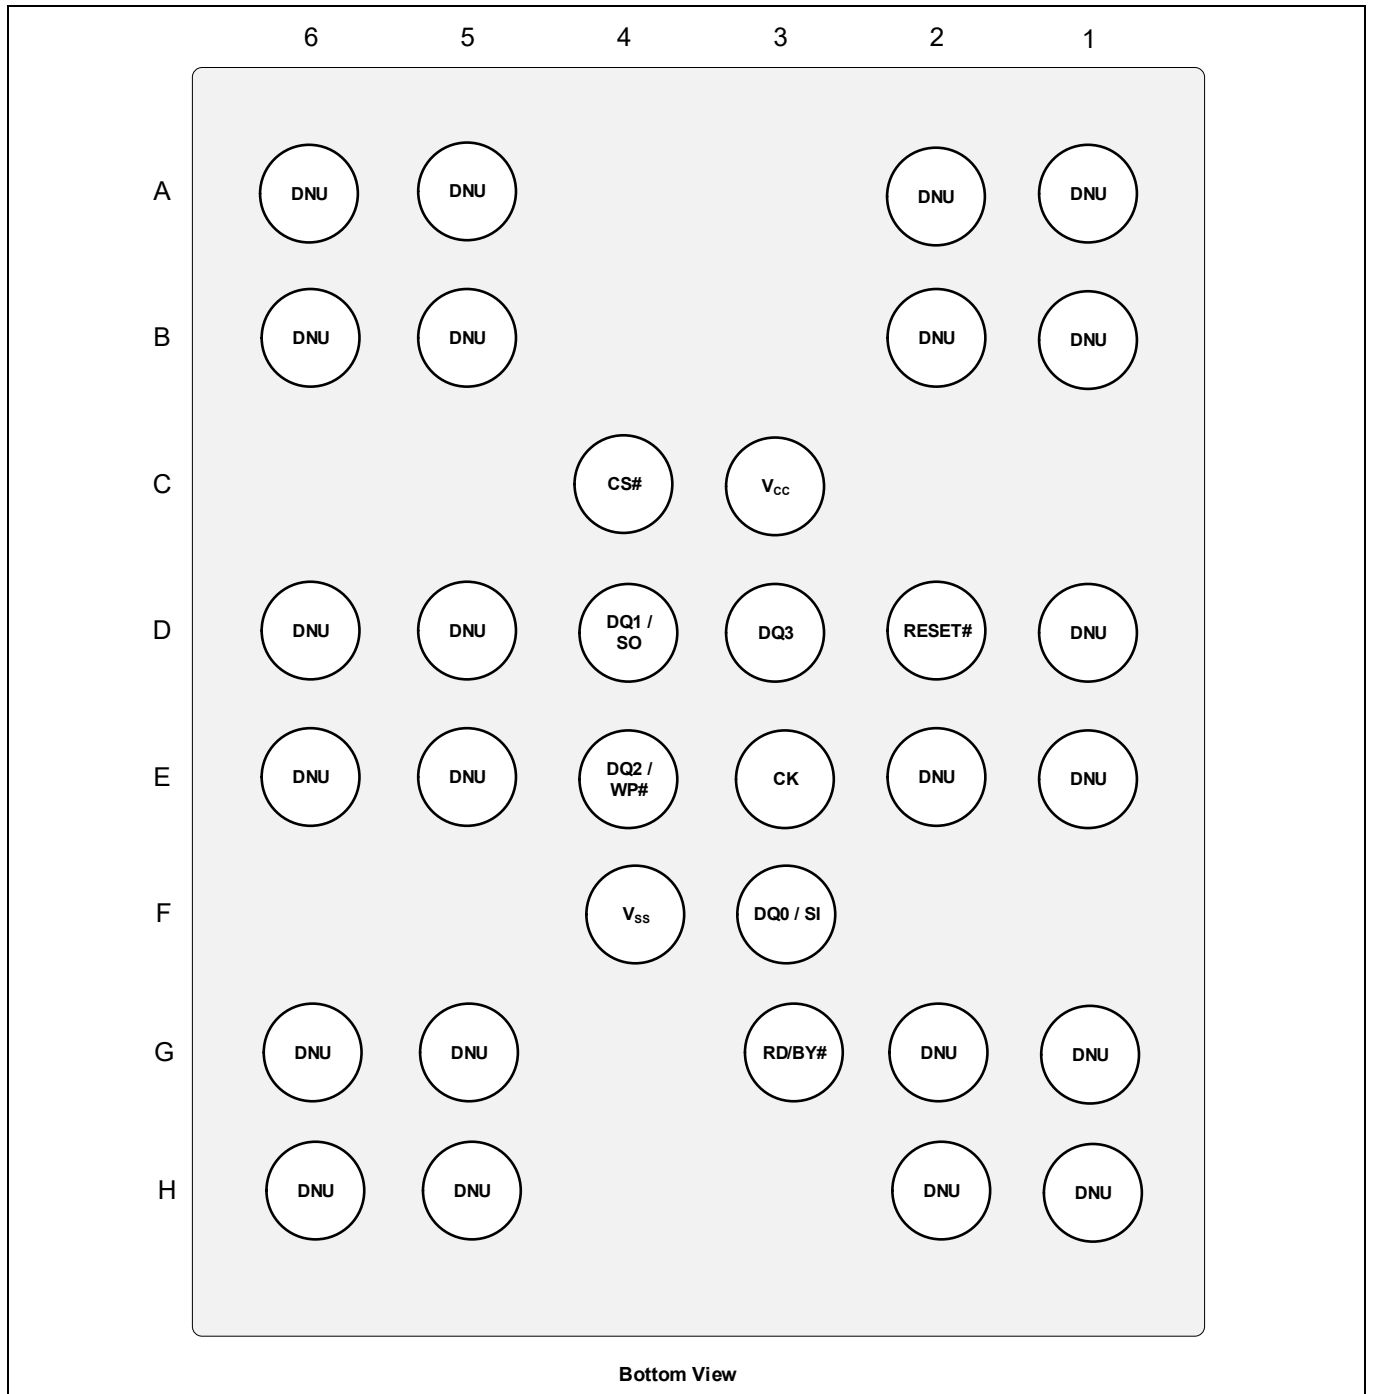 6 5 4 3 2 1
A DNU DNU DNU DNU
B DNU DNU DNU DNU
C CS# VCC
D DNU DNU DQ1 / SO DQ3 RESET# DNU
E DNU DNU DQ2 / WP# CK DNU DNU
F VSS DQ0 / SI
G DNU DNU RD/BY# DNU DNU
H DNU DNU DNU DNU
Bottom View